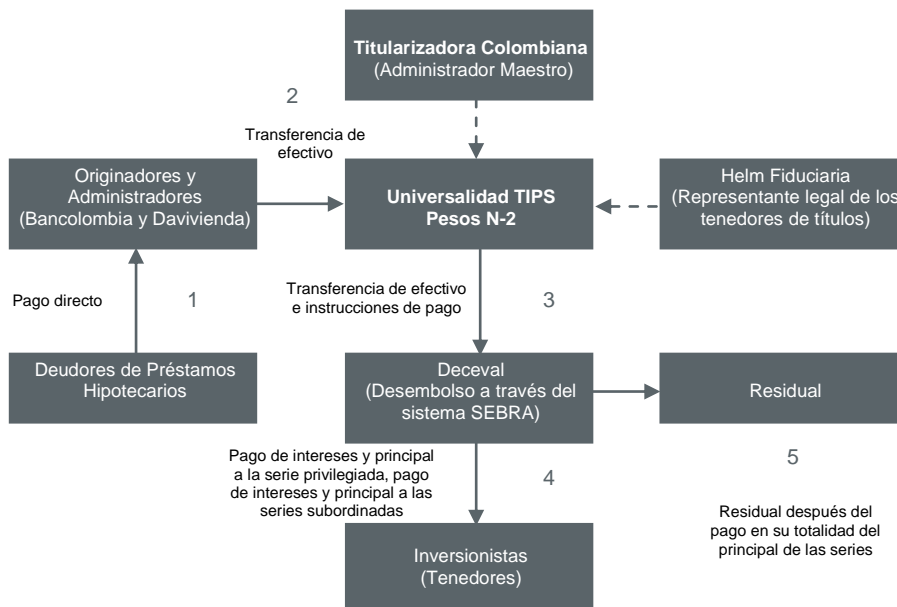 Titularizadora Colombiana
(Administrador Maestro)
2
Transferencia de
efectivo
Originadores y
Administradores
(Bancolombia y Davivienda)
Universalidad TIPS
Pesos N-2
Helm Fiduciaria
(Representante legal de los
tenedores de títulos)
Pago directo
1
Transferencia de efectivo
e instrucciones de pago
3
Deudores de Préstamos
Hipotecarios
Deceval
(Desembolso a través del
sistema SEBRA)
Residual
Pago de intereses y principal
a la serie privilegiada, pago
de intereses y principal a las
series subordinadas
4
5
Residual después del
pago en su totalidad del
principal de las series
Inversionistas
(Tenedores)